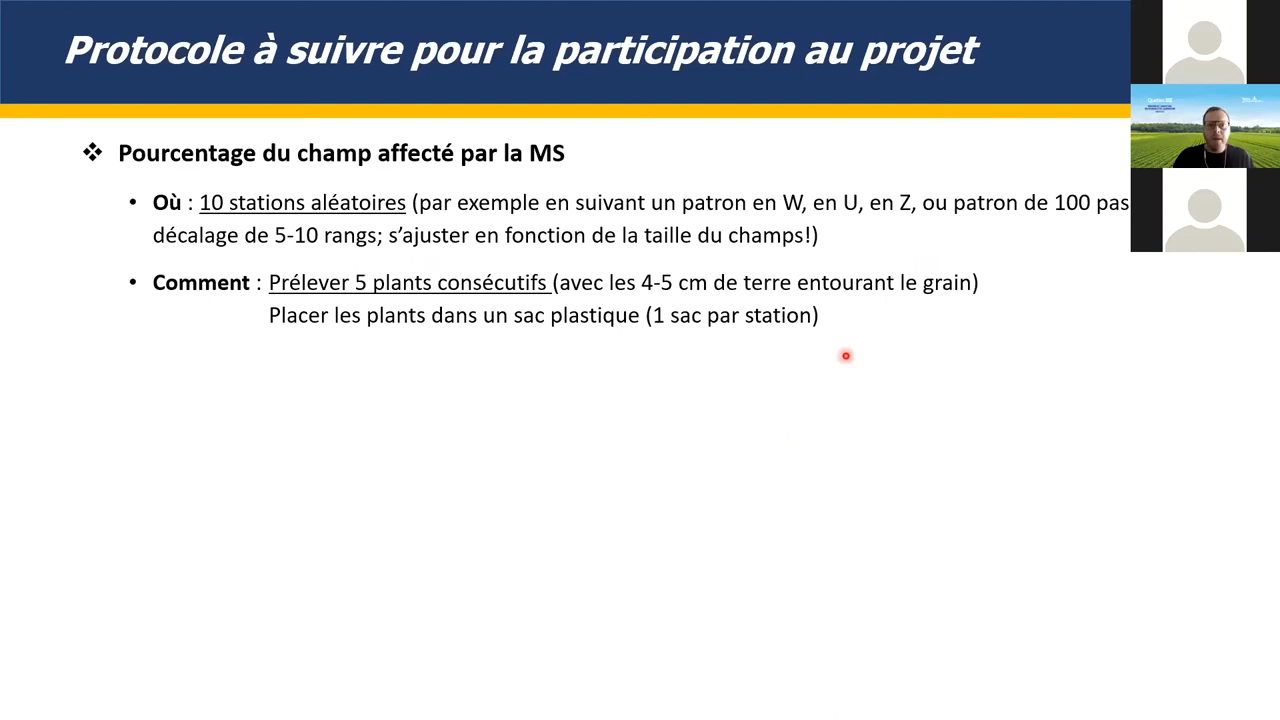 Protocole à suivre pour la participation au projet
❖ Pourcentage du champ affecté par la MS
• Où : 10 stations aléatoires (par exemple en suivant un patron en W, en U, en Z, ou patron de 100 pas
décalage de 5-10 rangs; s’ajuster en fonction de la taille du champs!)
• Comment : Prélever 5 plants consécutifs (avec les 4-5 cm de terre entourant le grain)
Placer les plants dans un sac plastique (1 sac par station)
Québec